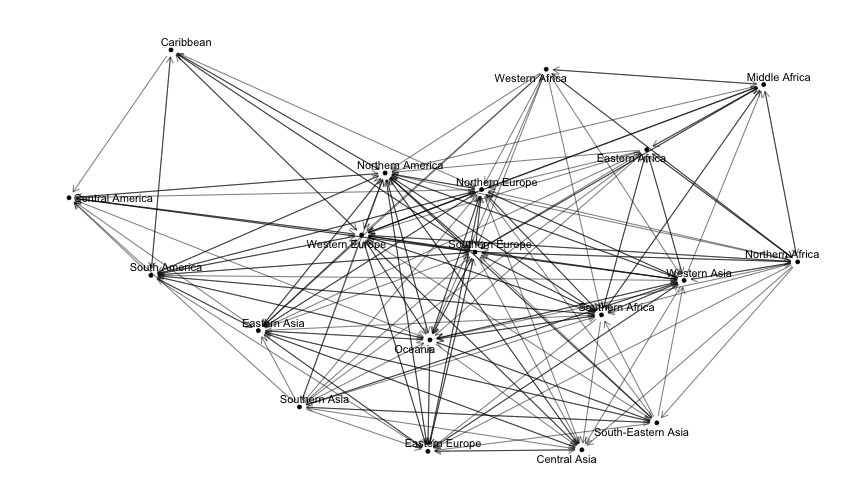 Caribbean
Western Africa
Middle Africa
Eastern Africa
Northern America
Northern Europe
Central America
Western Europe
Southern Europe
Northern Africa
South America
Western Asia
Southern Africa
Eastern Asia
Oceania
Southern Asia
South-Eastern Asia
Eastern Europe
Central Asia